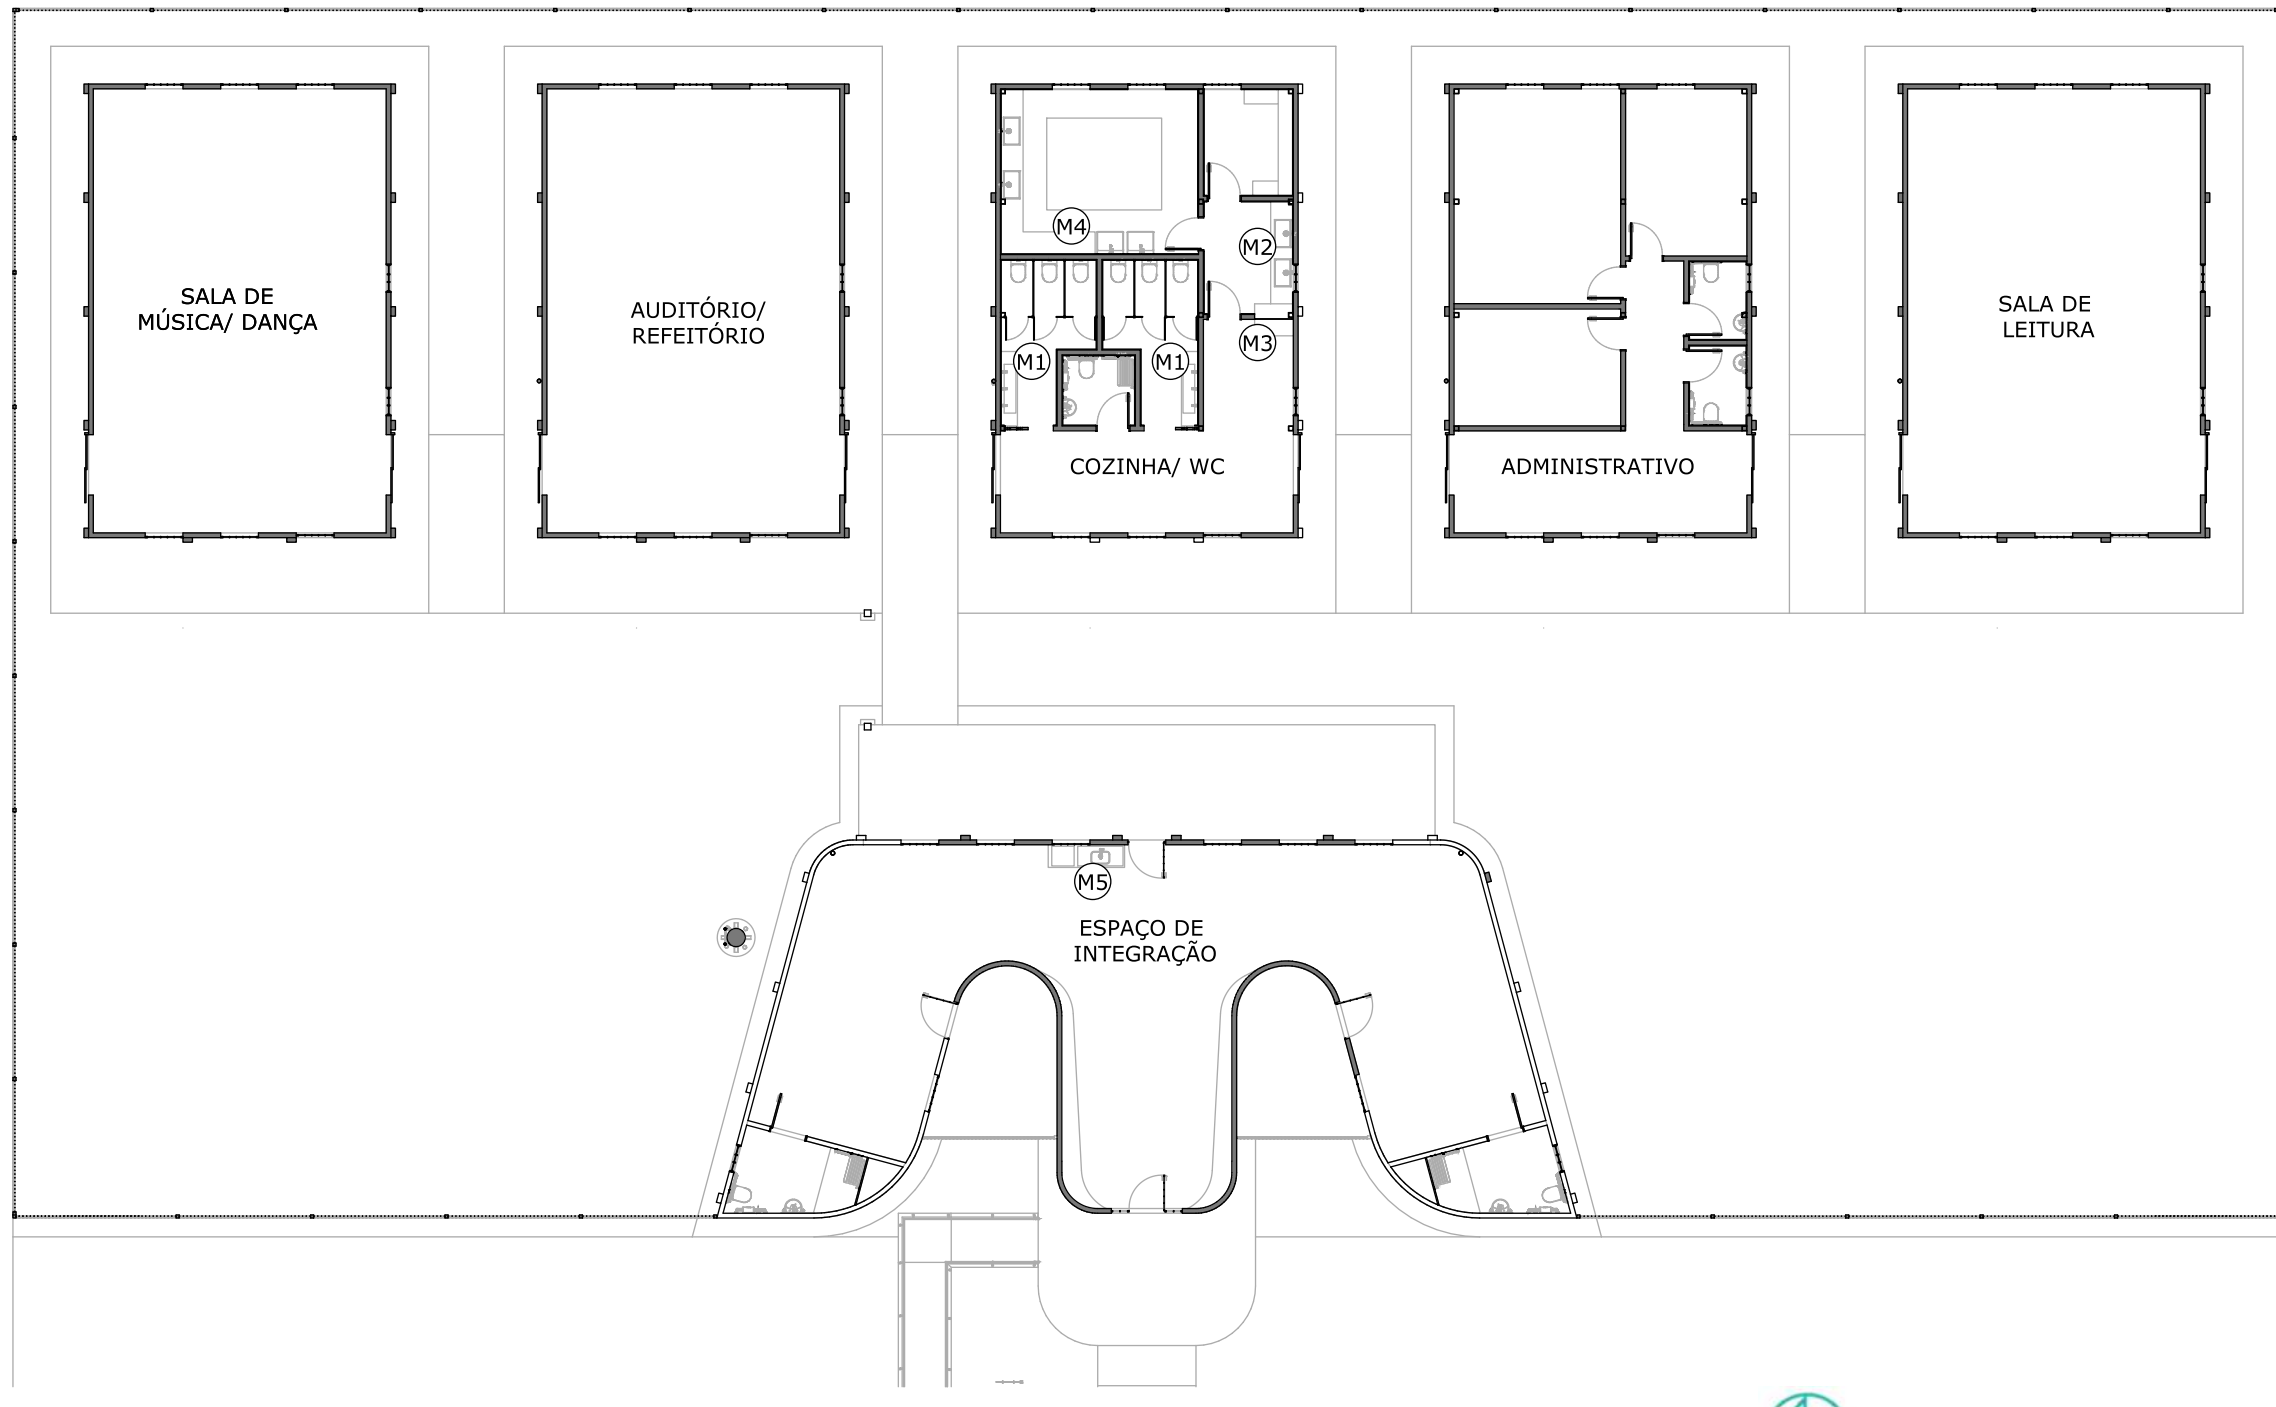 SALA DE
MÚSICA/ DANÇA
AUDITÓRIO/
REFEITÓRIO
M4
M2
M3
M1
M1
COZINHA/ WC
ADMINISTRATIVO
SALA DE
LEITURA
M5
ESPAÇO DE
INTEGRAÇÃO